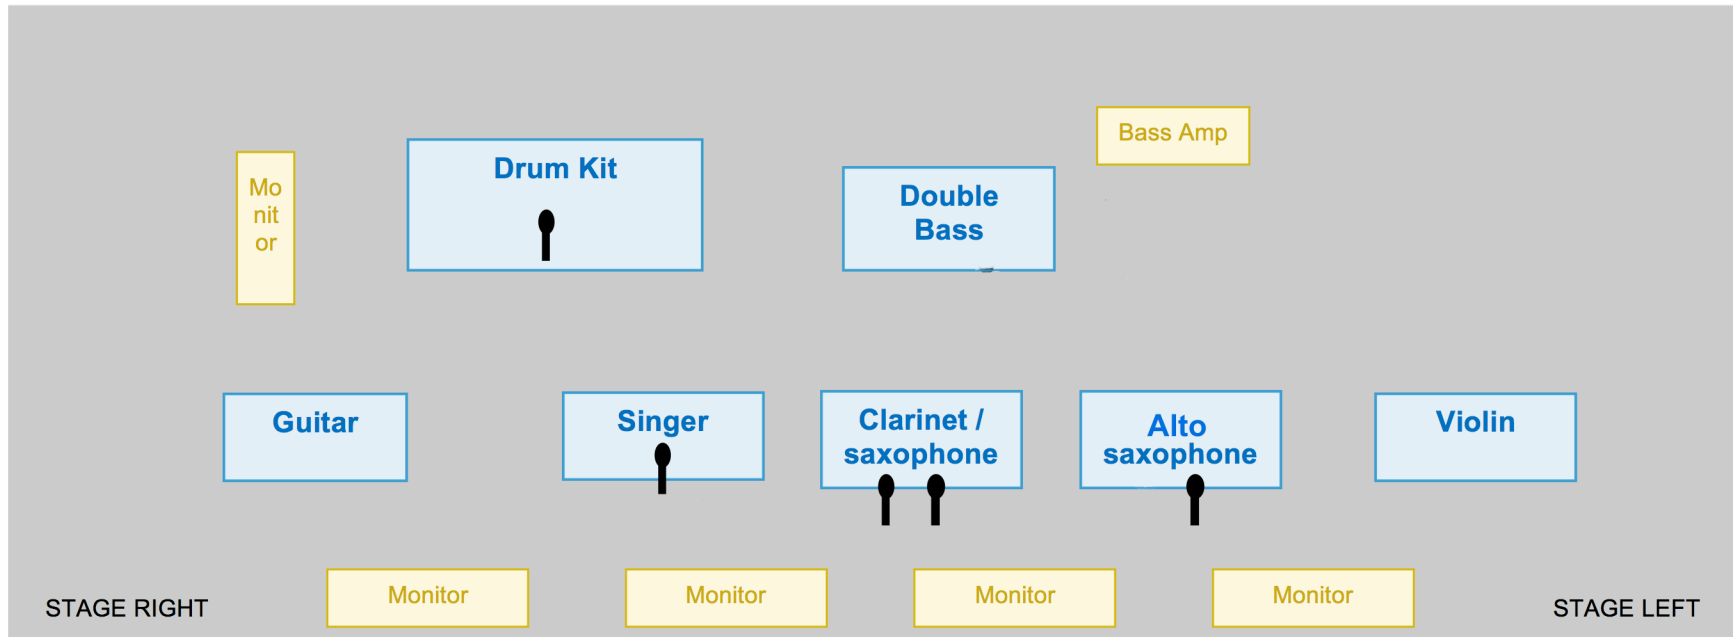 Bass Amp
Drum Kit
Mo
nit
or
Double
Bass
Guitar
Singer
Clarinet /
saxophone
Alto
saxophone
Violin
Monitor
Monitor
Monitor
Monitor
STAGE RIGHT
STAGE LEFT